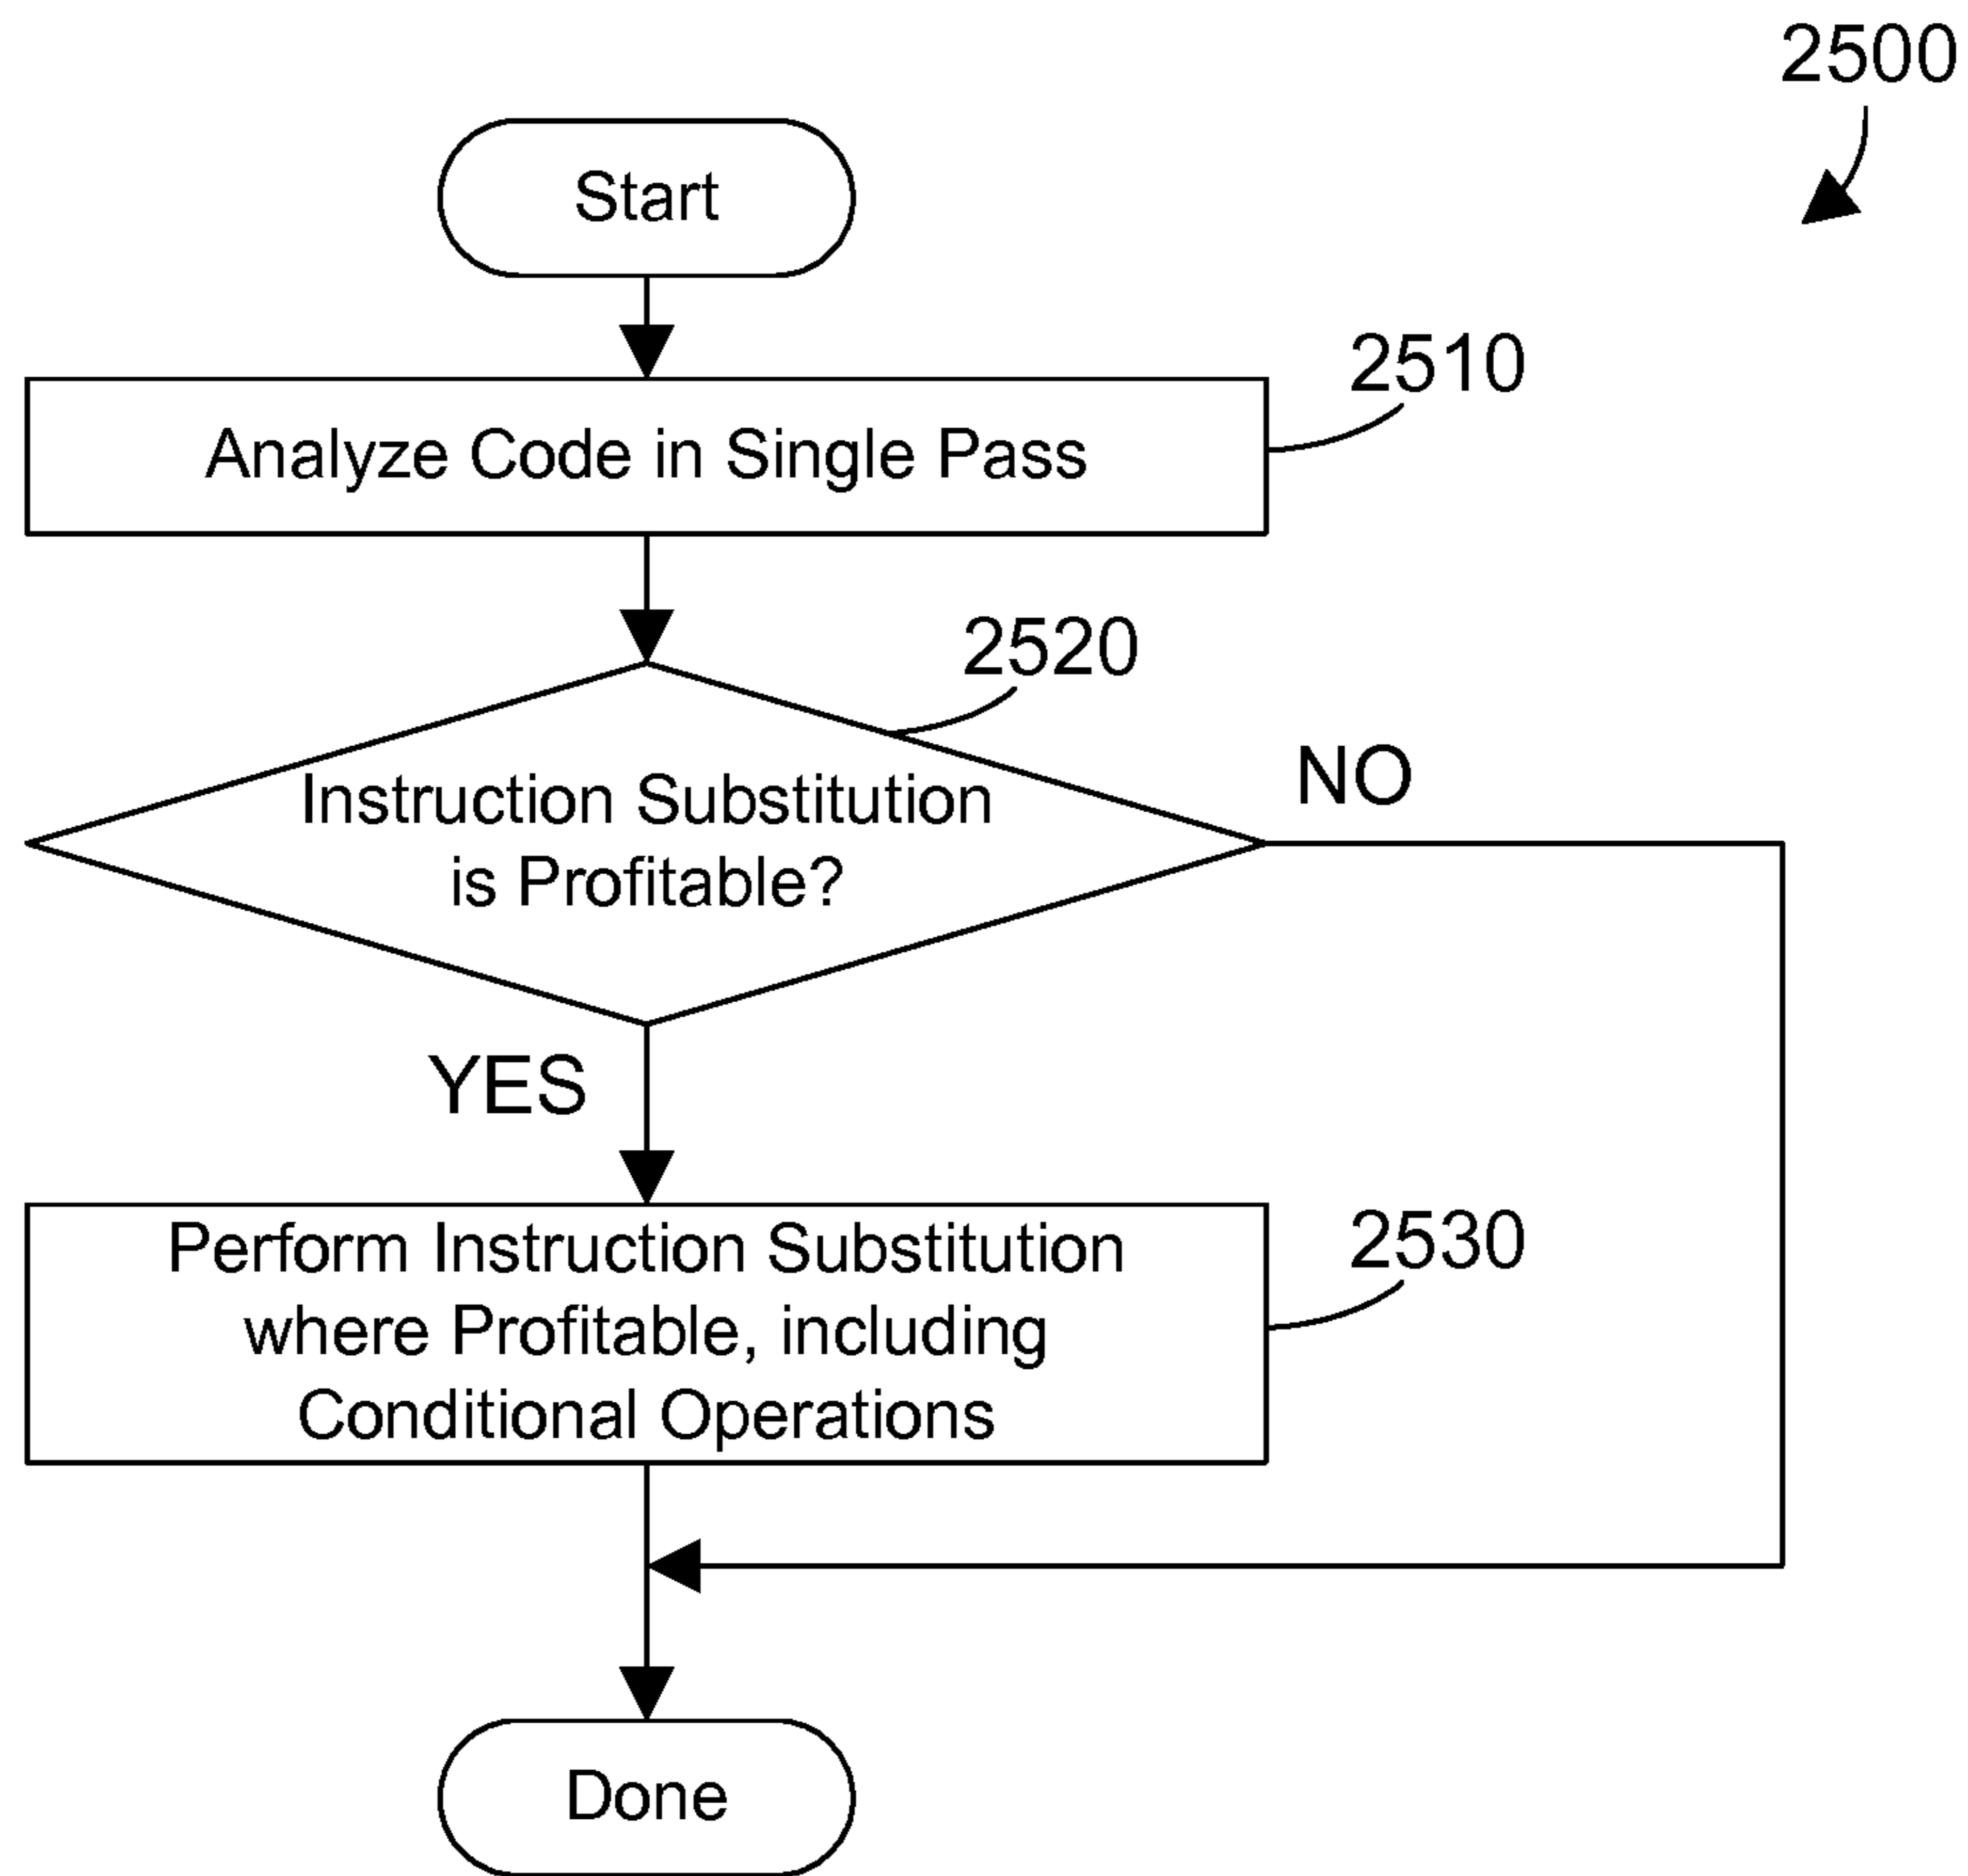 2500
Start
2510
Analyze Code in Single Pass
2520
Instruction Substitution
is Profitable?
NO
YES
Perform Instruction Substitution
where Profitable, including
Conditional Operations
2530
Done